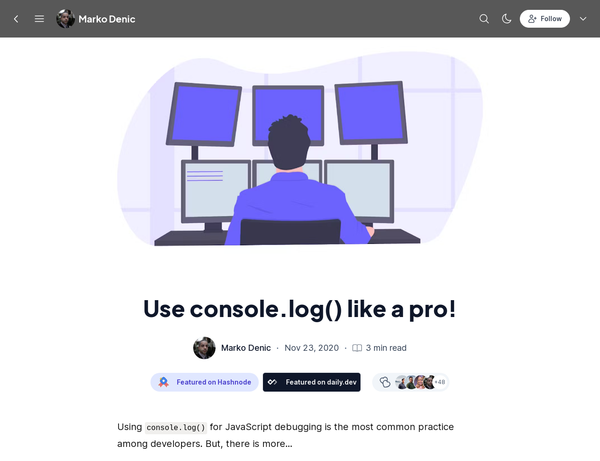 Marko Denic
Follow
Use console.log() like a pro!
Marko Denic · Nov 23, 2020 · 3 min read
Featured on Hashnode
Featured on daily.dev
+48
Using console.log() for JavaScript debugging is the most common practice
among developers. But, there is more...